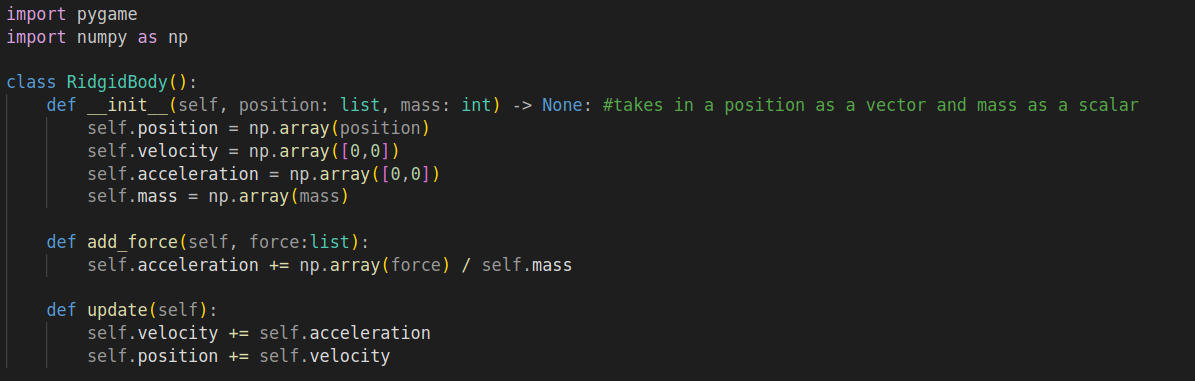 import pygame
import numpy as np
class RidgidBody():
def __init__(self, position: list, mass: int) -> None: #takes in a position as a vector and mass as a scalar
self.position = np.array(position)
self.velocity = np.array([0,0])
self.acceleration = np.array([0,0])
self.mass = np.array(mass)
def add_force(self, force:list):
self.acceleration += np.array(force) / self.mass
def update(self):
self.velocity += self.acceleration
self.position += self.velocity